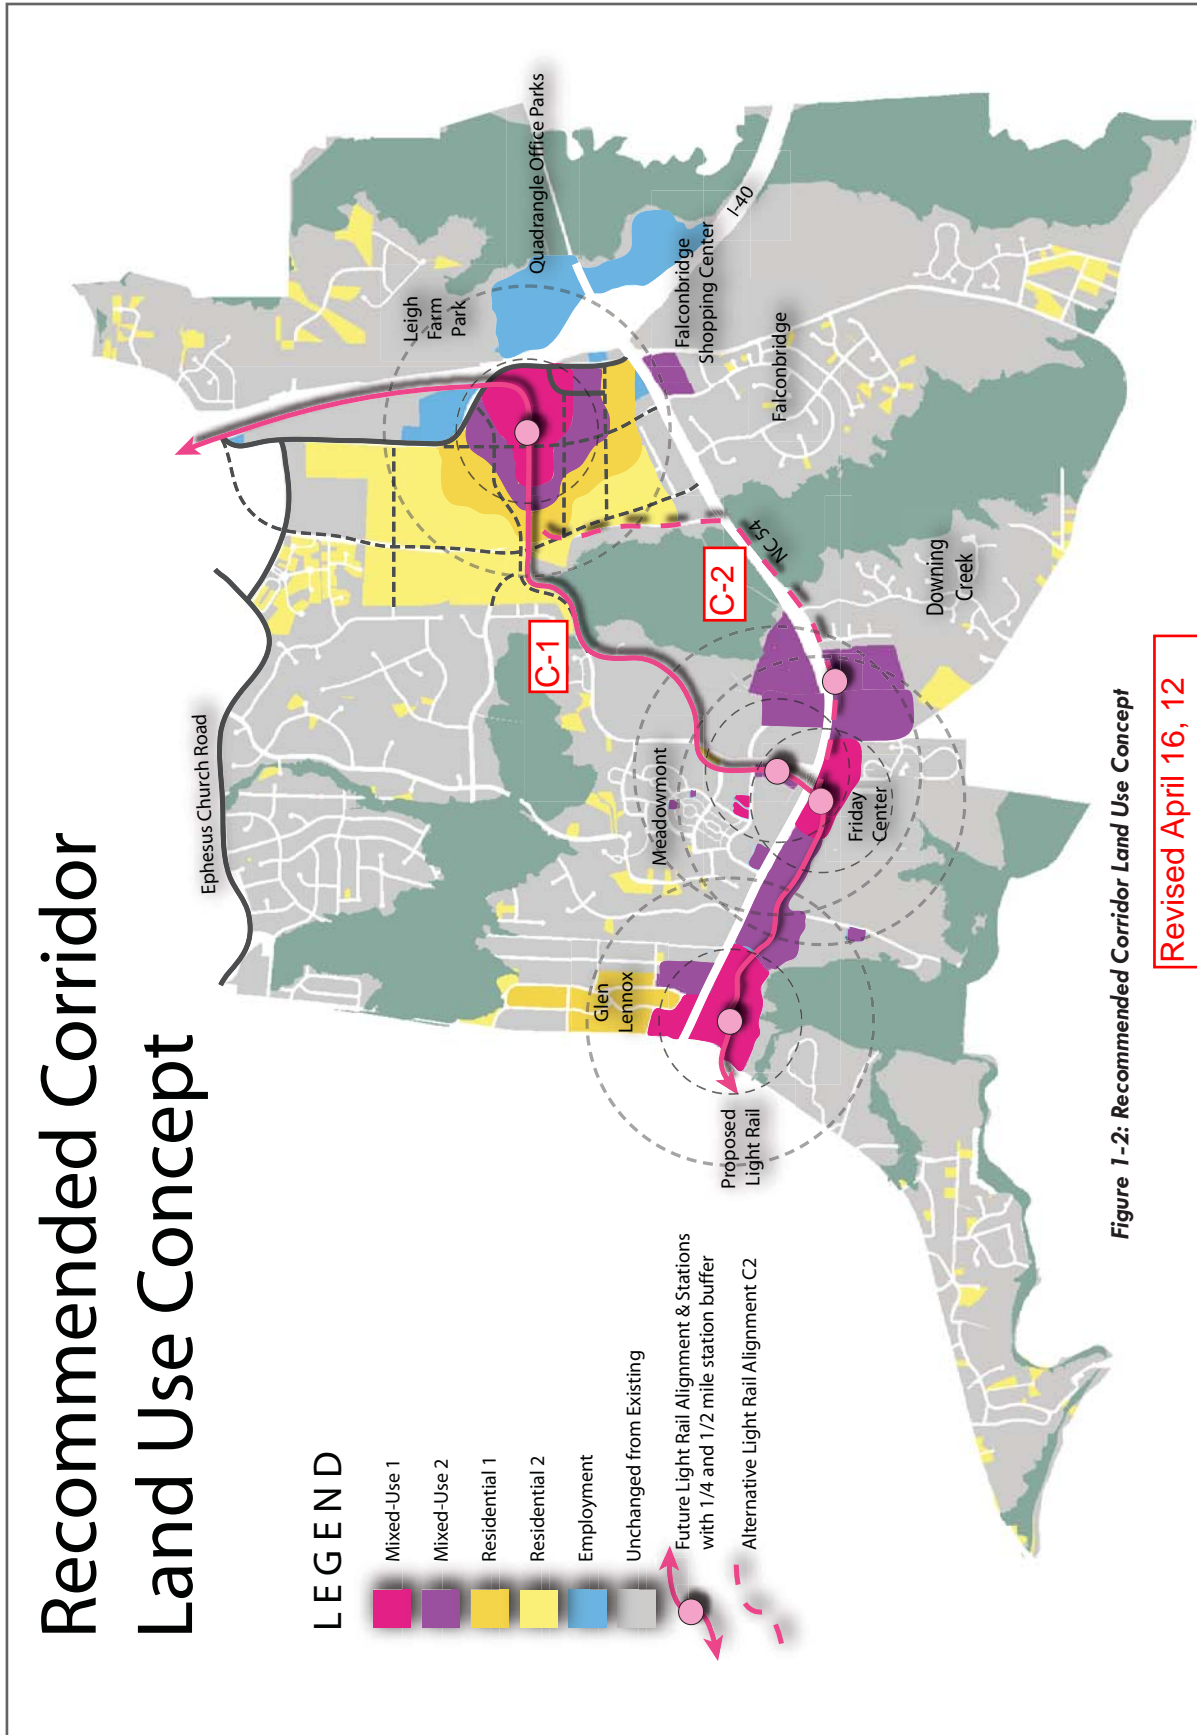 Recommended Corridor
Land Use Concept
LEGEND
Mixed-Use 1
Mixed-Use 2
Residential 1
Residential 2
Employment
Unchanged from Existing
Future Light Rail Alignment & Stations
with 1/4 and 1/2 mile station buffer
Alternative Light Rail Alignment C2
Ephesus Church Road
Leigh
Farm
Park
Quadrangle Office Parks
I-40
Falconbridge
Shopping Center
Falconbridge
NC 54
C-1
C-2
Downing
Creek
Meadowmont
Friday
Center
Glen
Lennox
Proposed
Light Rail
Figure 1-2: Recommended Corridor Land Use Concept
Revised April 16, 12